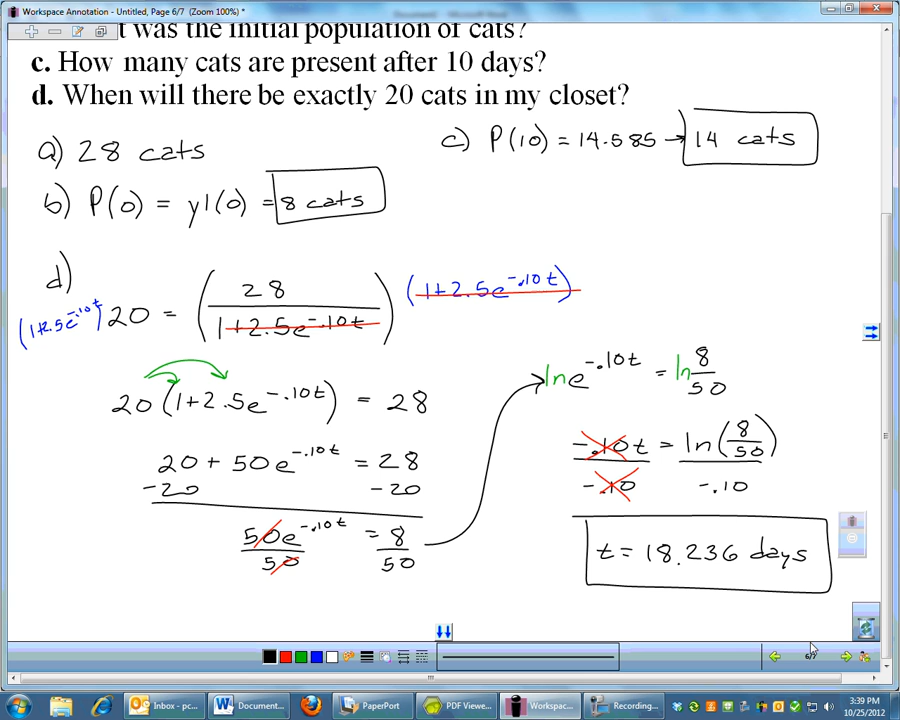 Workspace Annotation - Untitled, Page 6/7 (Zoom 100%) *
t was the initial population of cats?
c. How many cats are present after 10 days?
d. When will there be exactly 20 cats in my closet?
a) 28 cats
c) P(10) = 14.585 → 14 cats
b) P(0) = y1(0) = 8 cats
d)
(1+2.5e^-.10t) 20 = (28 / 1+2.5e^-.10t) (1+2.5e^-.10t)
20(1+2.5e^-.10t) = 28
20 + 50e^-.10t = 28
-20 -20
50e^-.10t / 50 = 8/50
ln e^-.10t = ln 8/50
-.10t / -.10 = ln(8/50) / -.10
t = 18.236 days
6/7
Inbox - pc...
Document...
PaperPort
PDF Viewe...
Workspac...
Recording...
3:39 PM
10/25/2012